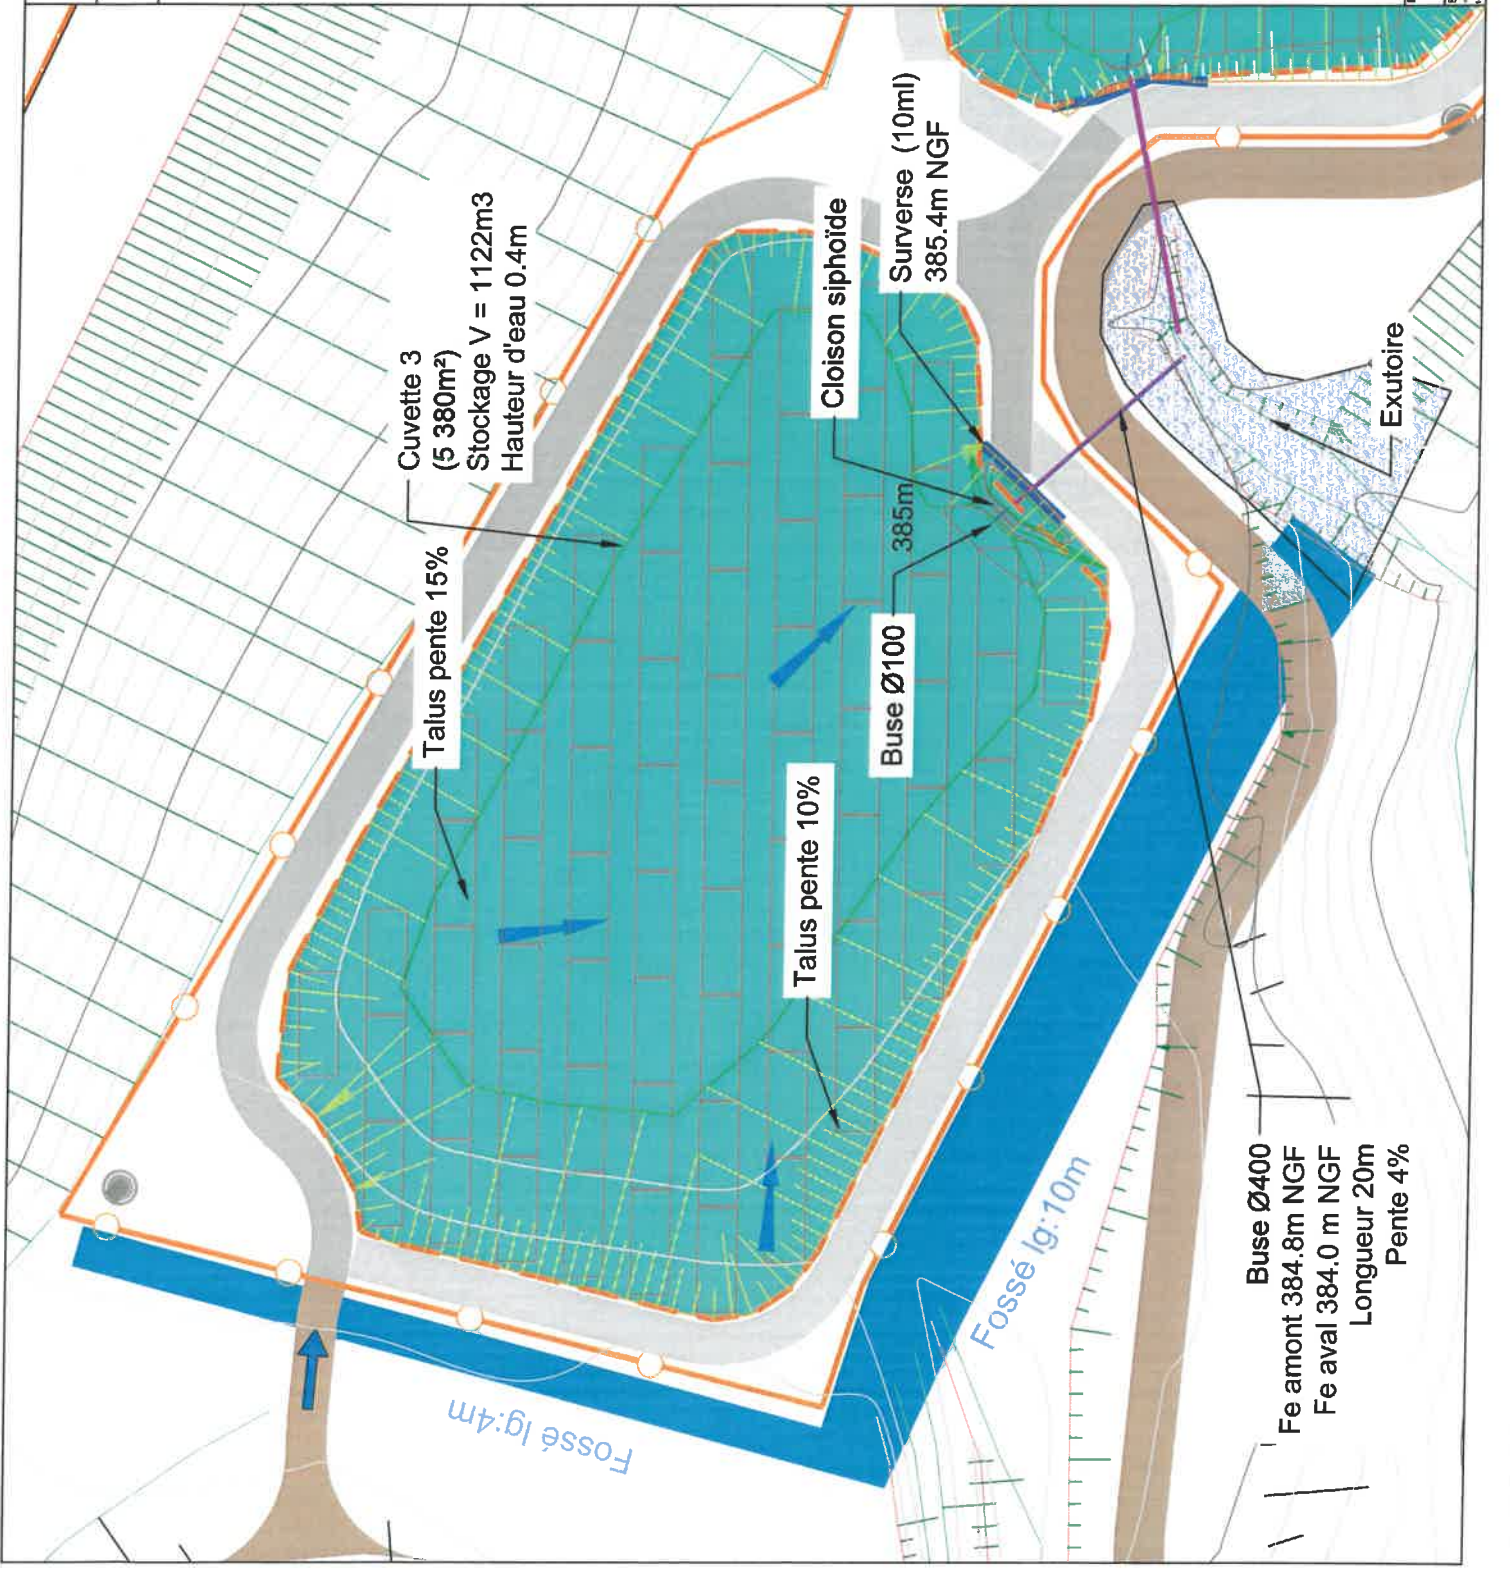 Cuvette 3
(5 380m²)
Stockage V = 1122m3
Hauteur d'eau 0.4m
Talus pente 15%
Surverse (10ml)
385.4m NGF
Cloison siphoïde
Buse Ø100
385m
Talus pente 10%
Exutoire
Fossé lg:4m
Fossé lg:10m
Buse Ø400
Fe amont 384.8m NGF
Fe aval 384.0 m NGF
Longueur 20m
Pente 4%